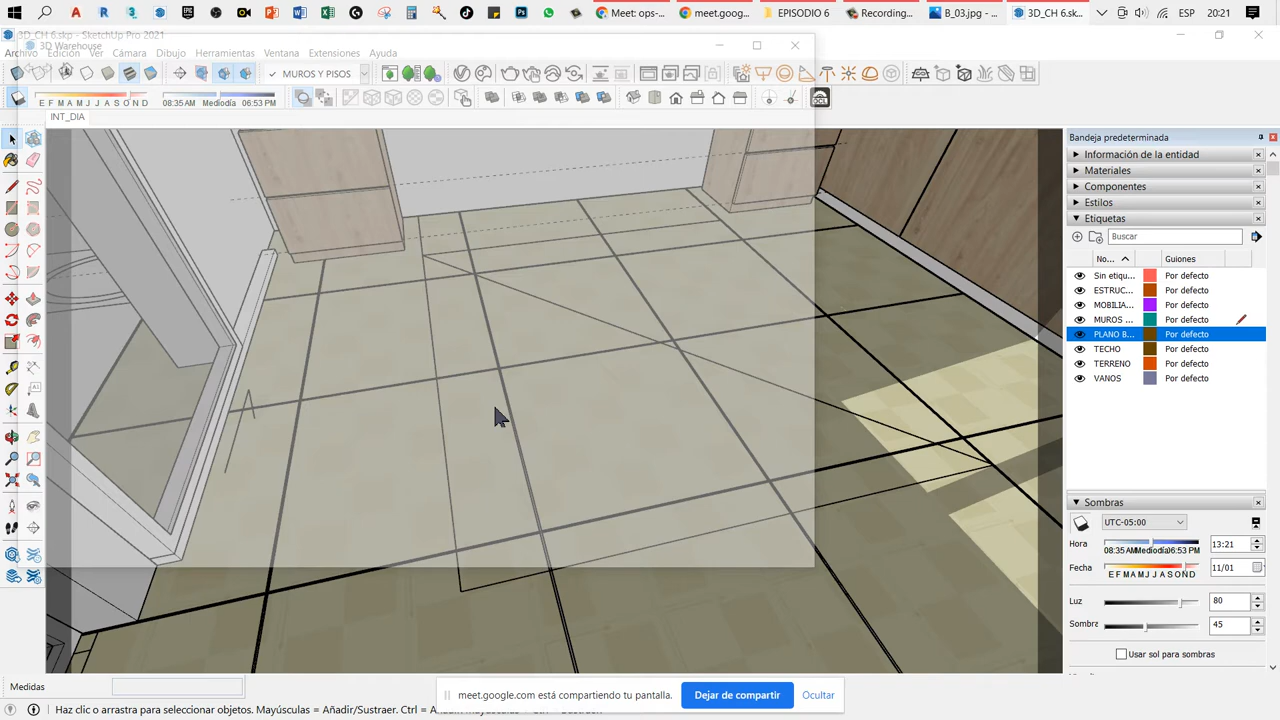 Meet: ops-...
meet.goog...
EPISODIO 6
Recording...
B_03.jpg - ...
3D_CH 6.sk...
ESP
20:21
3D_CH 6.skp - SketchUp Pro 2021
3D Warehouse
Archivo Edición Ver Cámara Dibujo Herramientas Ventana Extensiones Ayuda
MUROS Y PISOS
E F M A M J J A S O N D
08:35 AM Mediodía 06:53 PM
INT_DIA
Bandeja predeterminada
Información de la entidad
Materiales
Componentes
Estilos
Etiquetas
Buscar
No...
Guiones
Sin etiqu... Por defecto
ESTRUC... Por defecto
MOBILIA... Por defecto
MUROS ... Por defecto
PLANO B... Por defecto
TECHO Por defecto
TERRENO Por defecto
VANOS Por defecto
Sombras
UTC-05:00
Hora
08:35 AM Mediodía 06:53 PM
13:21
Fecha
E F M A M J J A S O N D
11/01
Luz 80
Sombra 45
Usar sol para sombras
Medidas
meet.google.com está compartiendo tu pantalla.
Dejar de compartir
Ocultar
Haz clic o arrastra para seleccionar objetos. Mayúsculas = Añadir/Sustraer. Ctrl =